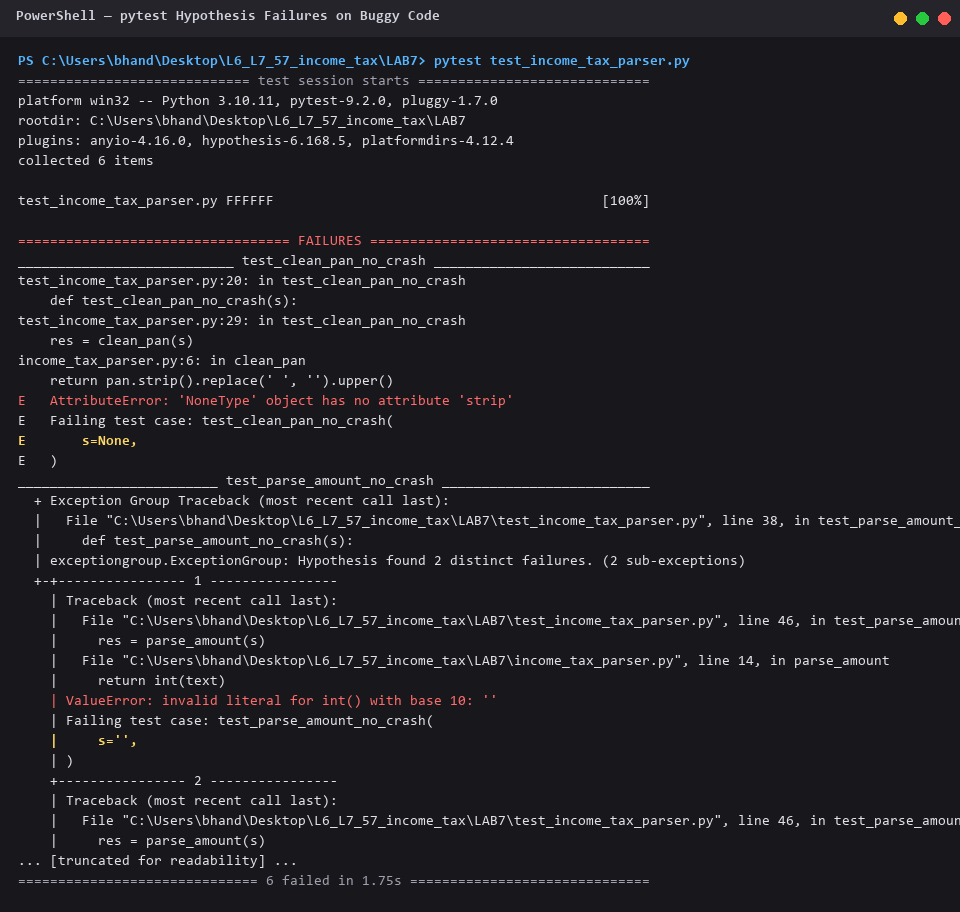 PowerShell — pytest Hypothesis Failures on Buggy Code
PS C:\Users\bhand\Desktop\L6_L7_57_income_tax\LAB7> pytest test_income_tax_parser.py
============================= test session starts =============================
platform win32 -- Python 3.10.11, pytest-9.2.0, pluggy-1.7.0
rootdir: C:\Users\bhand\Desktop\L6_L7_57_income_tax\LAB7
plugins: anyio-4.16.0, hypothesis-6.168.5, platformdirs-4.12.4
collected 6 items
test_income_tax_parser.py FFFFFF                                         [100%]
================================== FAILURES ===================================
___________________________ test_clean_pan_no_crash ___________________________
test_income_tax_parser.py:20: in test_clean_pan_no_crash
    def test_clean_pan_no_crash(s):
test_income_tax_parser.py:29: in test_clean_pan_no_crash
    res = clean_pan(s)
income_tax_parser.py:6: in clean_pan
    return pan.strip().replace(' ', '').upper()
E   AttributeError: 'NoneType' object has no attribute 'strip'
E   Failing test case: test_clean_pan_no_crash(
E       s=None,
E   )
_________________________ test_parse_amount_no_crash __________________________
  + Exception Group Traceback (most recent call last):
  |   File "C:\Users\bhand\Desktop\L6_L7_57_income_tax\LAB7\test_income_tax_parser.py", line 38, in test_parse_amount_
  |     def test_parse_amount_no_crash(s):
  | exceptiongroup.ExceptionGroup: Hypothesis found 2 distinct failures. (2 sub-exceptions)
  +-+---------------- 1 ----------------
    | Traceback (most recent call last):
    |   File "C:\Users\bhand\Desktop\L6_L7_57_income_tax\LAB7\test_income_tax_parser.py", line 46, in test_parse_amoun
    |     res = parse_amount(s)
    |   File "C:\Users\bhand\Desktop\L6_L7_57_income_tax\LAB7\income_tax_parser.py", line 14, in parse_amount
    |     return int(text)
    | ValueError: invalid literal for int() with base 10: ''
    | Failing test case: test_parse_amount_no_crash(
    |     s='',
    | )
    +---------------- 2 ----------------
    | Traceback (most recent call last):
    |   File "C:\Users\bhand\Desktop\L6_L7_57_income_tax\LAB7\test_income_tax_parser.py", line 46, in test_parse_amoun
    |     res = parse_amount(s)
... [truncated for readability] ...
============================== 6 failed in 1.75s ==============================